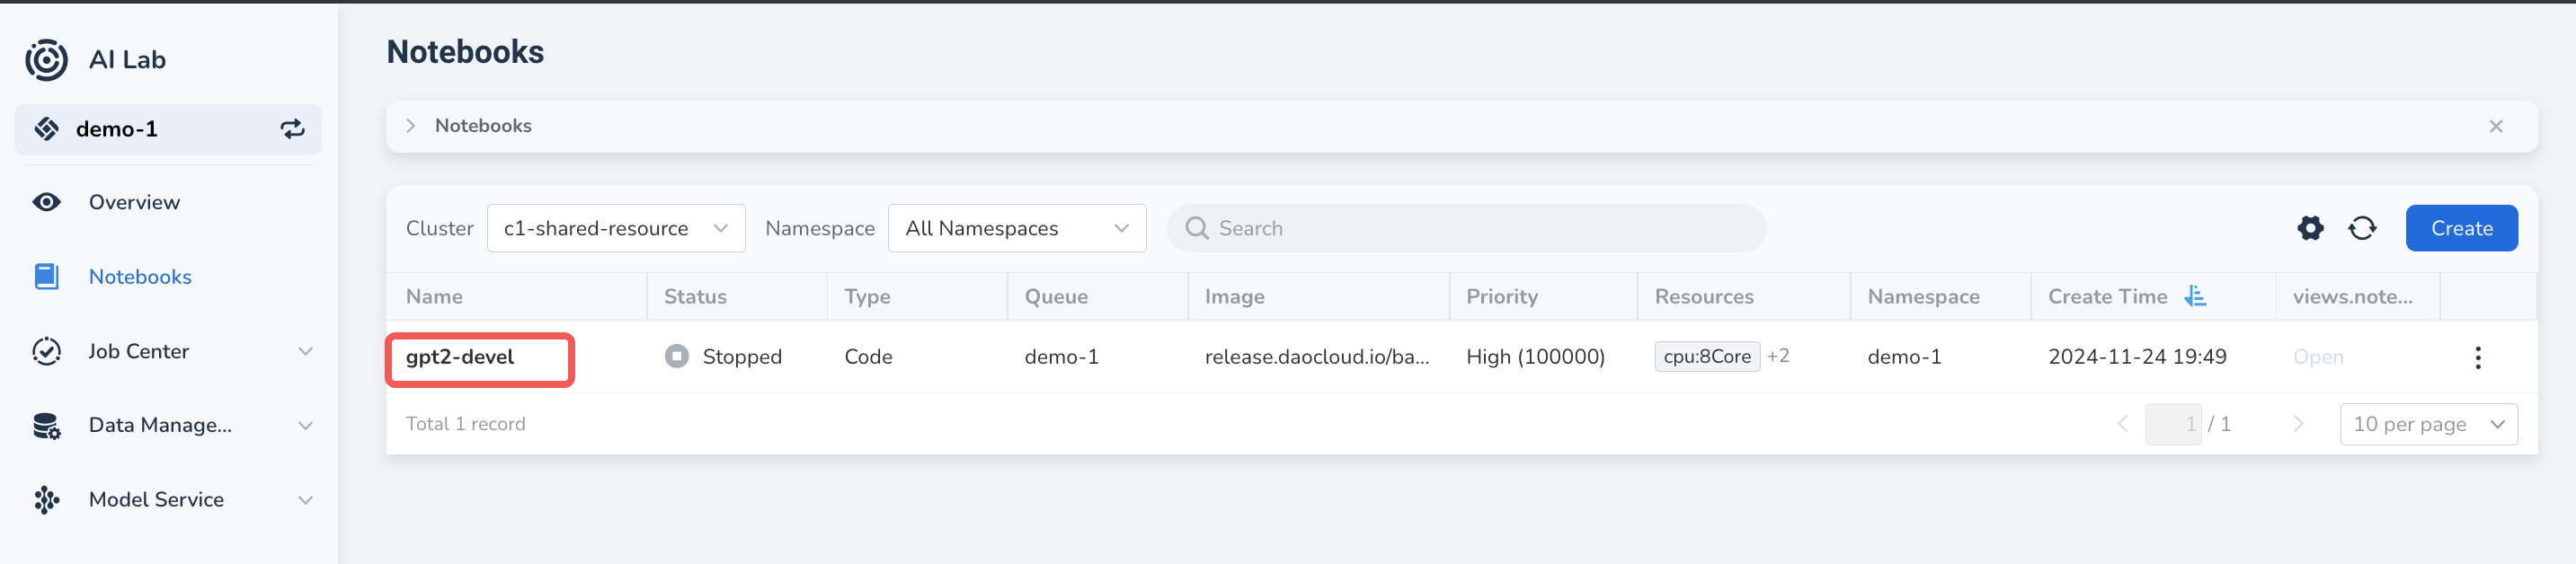 AI Lab
demo-1
Overview
Notebooks
Job Center
Data Manage...
Model Service
Notebooks
Notebooks
Cluster c1-shared-resource Namespace All Namespaces Search Create
Name Status Type Queue Image Priority Resources Namespace Create Time views.note...
gpt2-devel Stopped Code demo-1 release.daocloud.io/ba... High (100000) cpu:8Core +2 demo-1 2024-11-24 19:49 Open
Total 1 record 1 / 1 10 per page